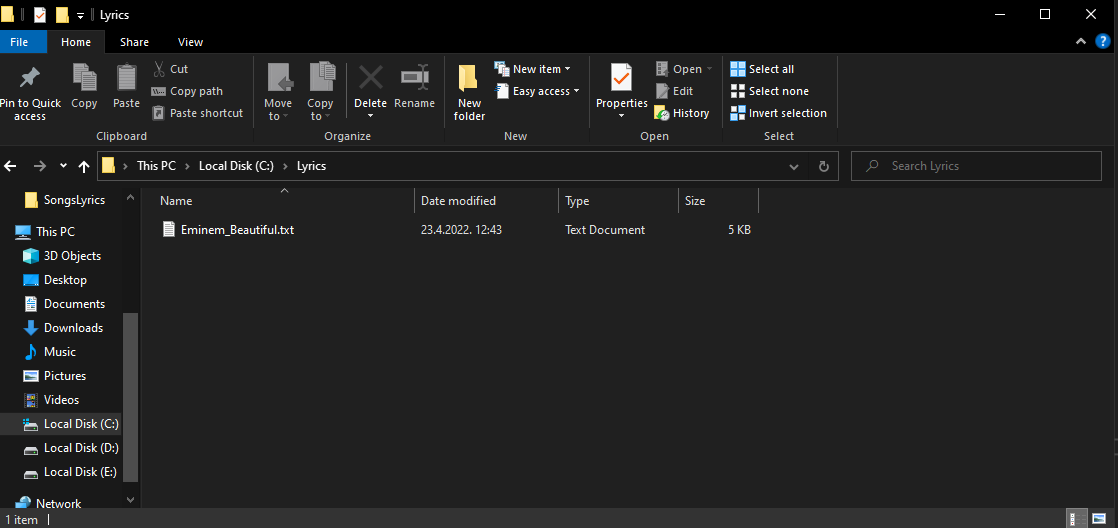 Lyrics
File Home Share View
Pin to Quick access
Copy
Paste
Cut
Copy path
Paste shortcut
Clipboard
Move to
Copy to
Delete
Rename
Organize
New folder
New item
Easy access
New
Properties
Open
Edit
History
Open
Select all
Select none
Invert selection
Select
This PC > Local Disk (C:) > Lyrics
Search Lyrics
SongsLyrics
This PC
3D Objects
Desktop
Documents
Downloads
Music
Pictures
Videos
Local Disk (C:)
Local Disk (D:)
Local Disk (E:)
Network
Name Date modified Type Size
Eminem_Beautiful.txt 23.4.2022. 12:43 Text Document 5 KB
1 item